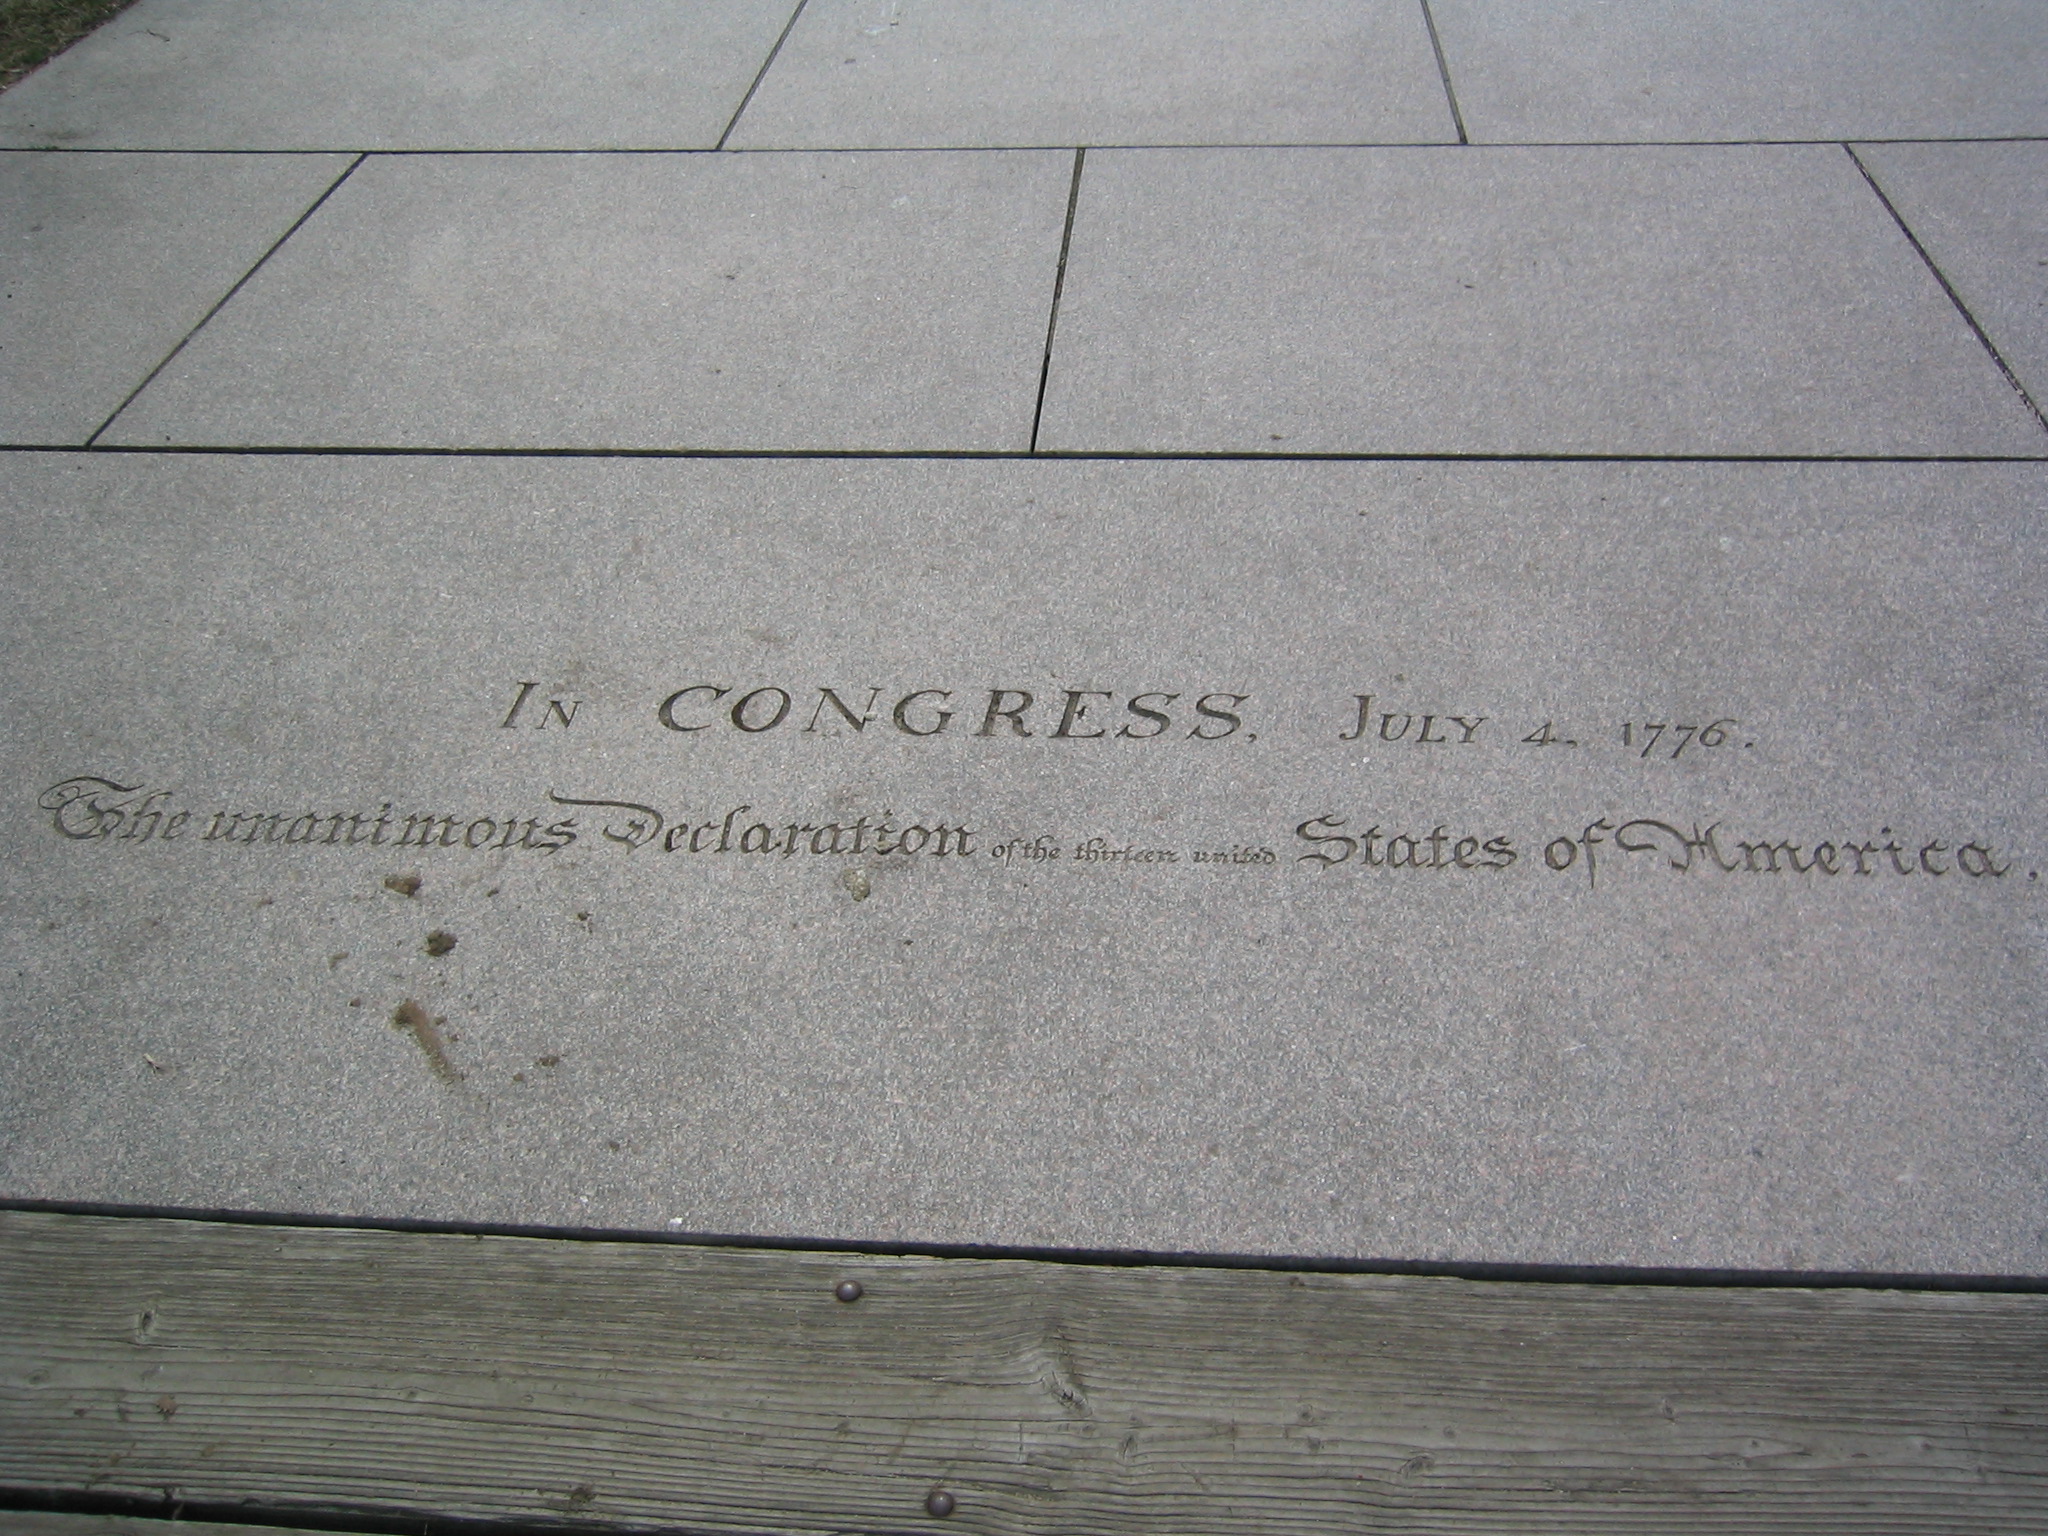 In CONGRESS, July 4, 1776.
The unanimous Declaration of the thirteen united States of America.